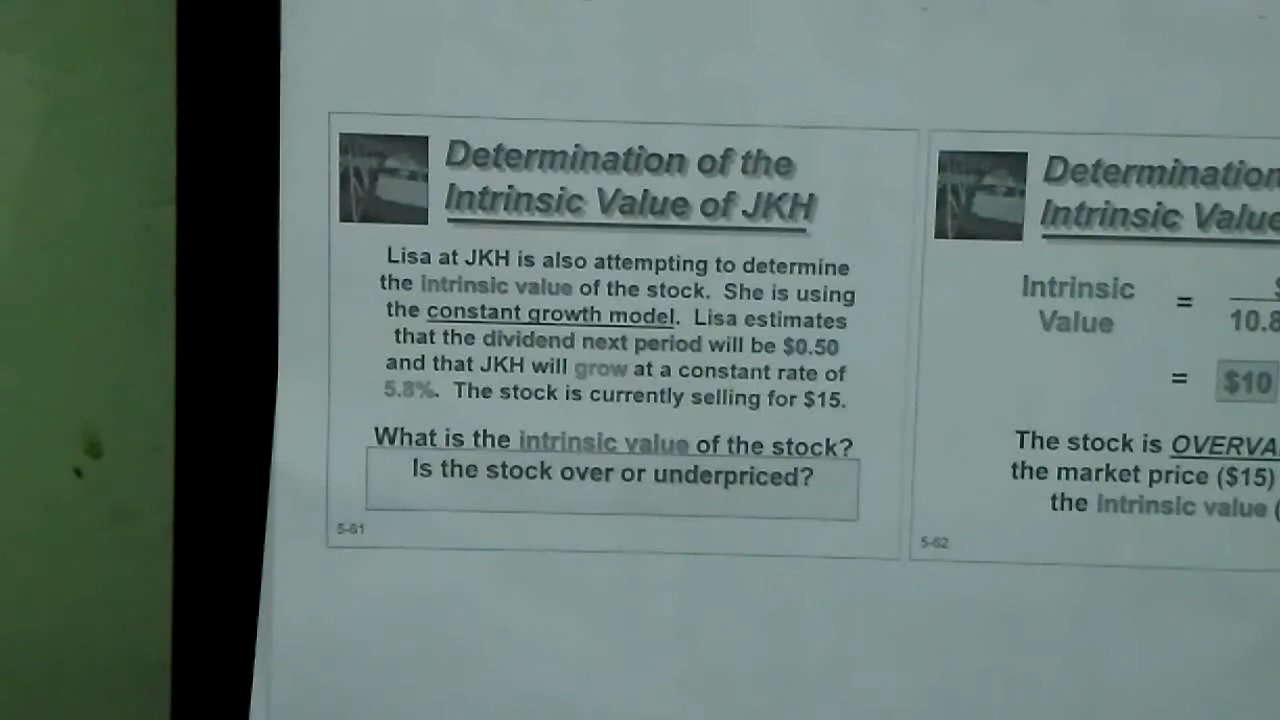 Determination of the
Intrinsic Value of JKH
Lisa at JKH is also attempting to determine
the intrinsic value of the stock. She is using
the constant growth model. Lisa estimates
that the dividend next period will be $0.50
and that JKH will grow at a constant rate of
5.8%. The stock is currently selling for $15.
What is the intrinsic value of the stock?
Is the stock over or underpriced?
5-61
Determination
Intrinsic Value
Intrinsic
Value
=
$
10.8
= $10
The stock is OVERVA
the market price ($15)
the intrinsic value (
5-62